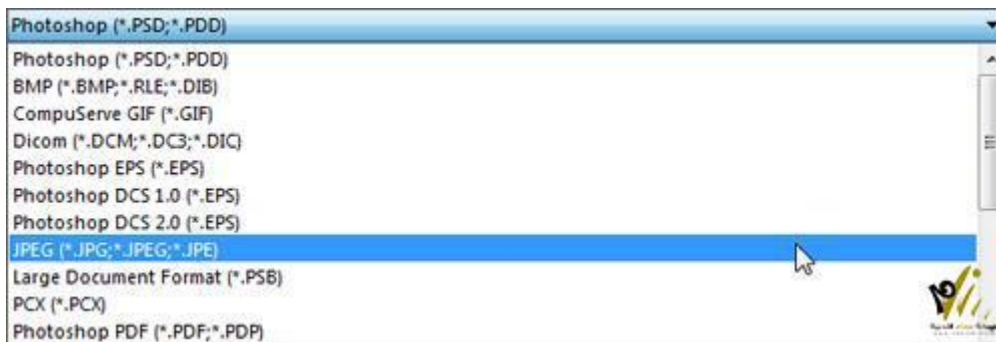 Photoshop (*.PSD;*.PDD)
Photoshop (*.PSD;*.PDD)
BMP (*.BMP;*.RLE;*.DIB)
CompuServe GIF (*.GIF)
Dicom (*.DCM;*.DC3;*.DIC)
Photoshop EPS (*.EPS)
Photoshop DCS 1.0 (*.EPS)
Photoshop DCS 2.0 (*.EPS)
JPEG (*.JPG;*.JPEG;*.JPE)
Large Document Format (*.PSB)
PCX (*.PCX)
Photoshop PDF (*.PDF;*.PDP)